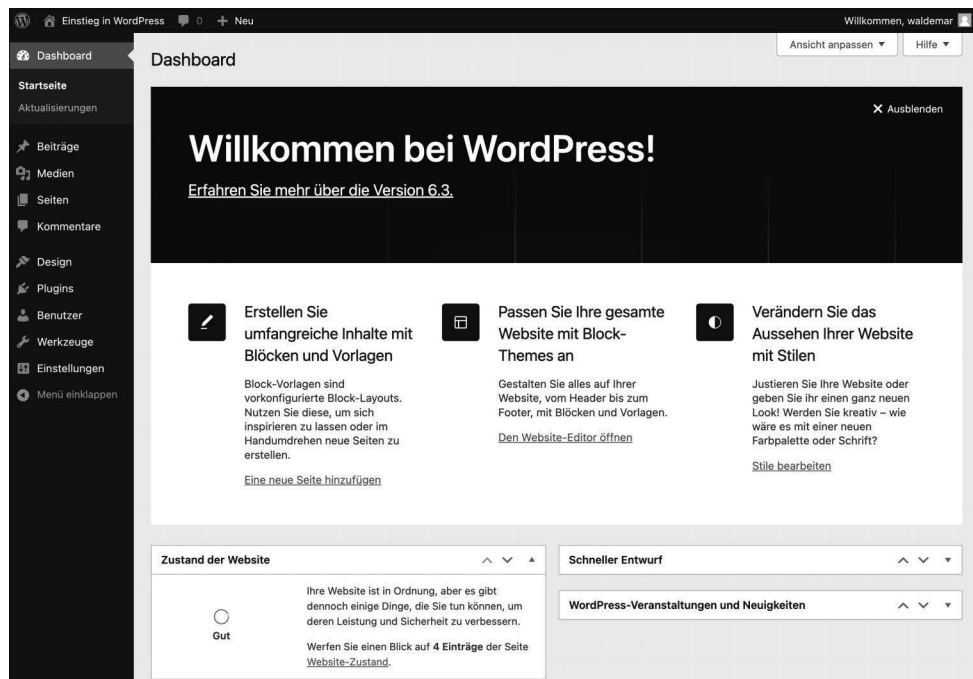 Einstieg in WordPress 0 Neu
Willkommen, waldemar
Dashboard
Startseite
Aktualisierungen
Beiträge
Medien
Seiten
Kommentare
Design
Plugins
Benutzer
Werkzeuge
Einstellungen
Menü einklappen
Ansicht anpassen
Hilfe
Dashboard
Ausblenden
Willkommen bei WordPress!
Erfahren Sie mehr über die Version 6.3.
Erstellen Sie
umfangreiche Inhalte mit
Blöcken und Vorlagen
Block-Vorlagen sind
vorkonfigurierte Block-Layouts.
Nutzen Sie diese, um sich
inspirieren zu lassen oder im
Handumdrehen neue Seiten zu
erstellen.
Eine neue Seite hinzufügen
Passen Sie Ihre gesamte
Website mit Block-
Themes an
Gestalten Sie alles auf Ihrer
Website, vom Header bis zum
Footer, mit Blöcken und Vorlagen.
Den Website-Editor öffnen
Verändern Sie das
Aussehen Ihrer Website
mit Stilen
Justieren Sie Ihre Website oder
geben Sie ihr einen ganz neuen
Look! Werden Sie kreativ – wie
wäre es mit einer neuen
Farbpalette oder Schrift?
Stile bearbeiten
Zustand der Website
Gut
Ihre Website ist in Ordnung, aber es gibt
dennoch einige Dinge, die Sie tun können, um
deren Leistung und Sicherheit zu verbessern.
Werfen Sie einen Blick auf 4 Einträge der Seite
Website-Zustand.
Schneller Entwurf
WordPress-Veranstaltungen und Neuigkeiten